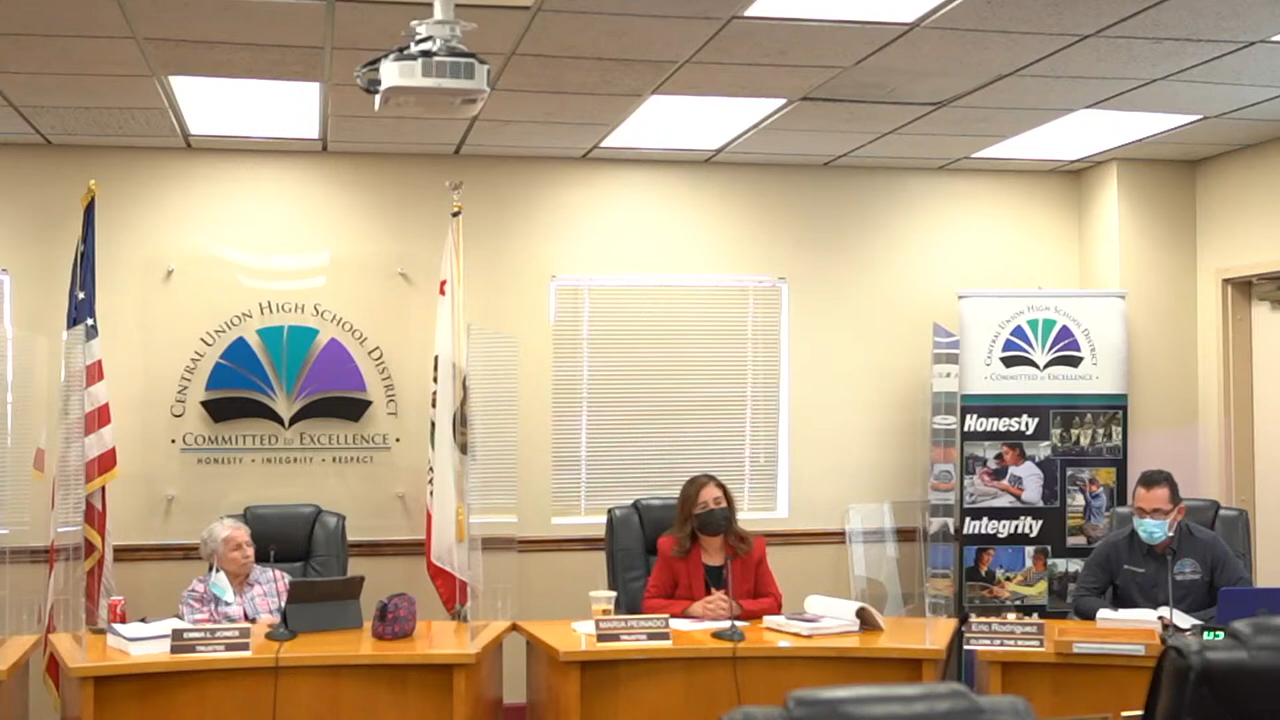 CENTRAL UNION HIGH SCHOOL DISTRICT
• COMMITTED to EXCELLENCE •
HONESTY • INTEGRITY • RESPECT
CENTRAL UNION HIGH SCHOOL DISTRICT
• COMMITTED to EXCELLENCE •
Honesty
Integrity
EMMA L. JONES
TRUSTEE
MARIA PEINADO
TRUSTEE
Eric Rodriguez
CLERK OF THE BOARD